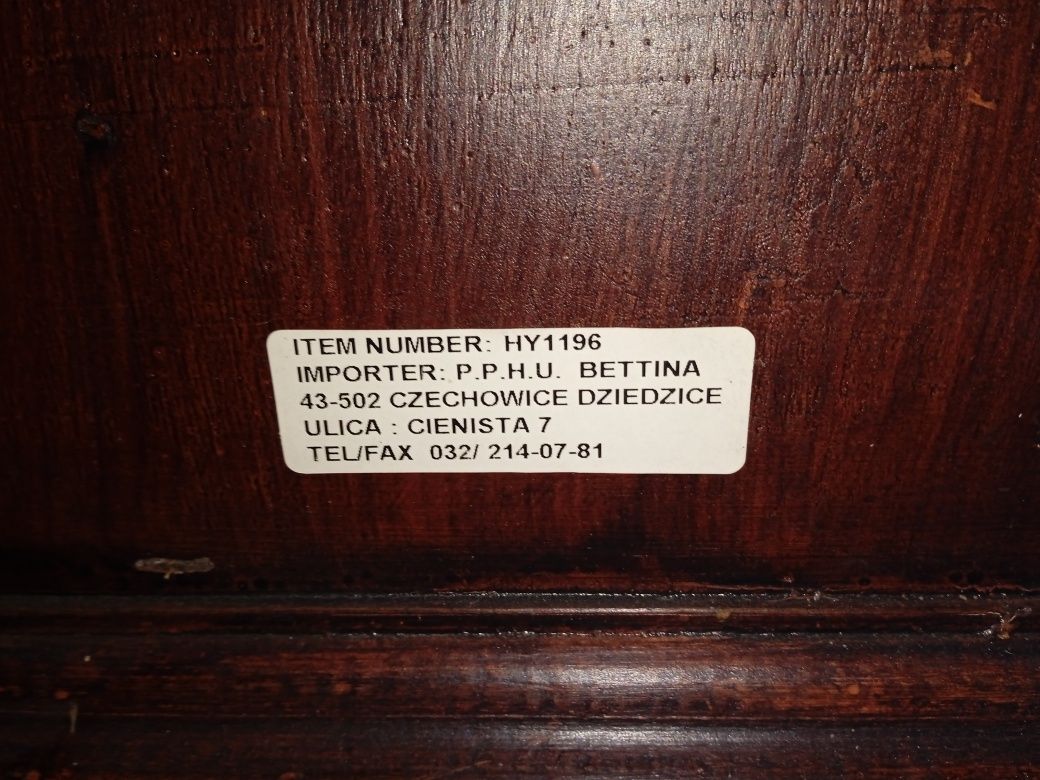 ITEM NUMBER: HY1196
IMPORTER: P.P.H.U. BETTINA
43-502 CZECHOWICE DZIEDZICE
ULICA : CIENISTA 7
TEL/FAX 032/ 214-07-81